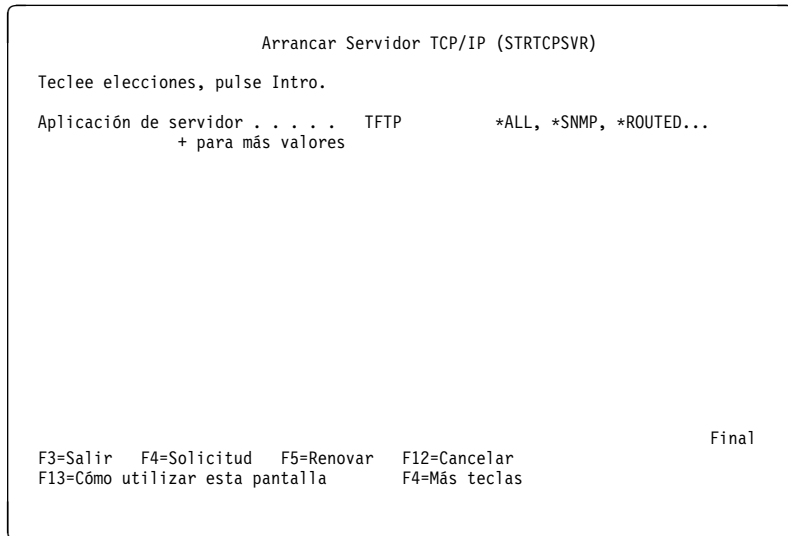 Arrancar Servidor TCP/IP (STRTCPSVR)
Teclee elecciones, pulse Intro.
Aplicación de servidor . . . . . TFTP *ALL, *SNMP, *ROUTED...
+ para más valores
Final
F3=Salir F4=Solicitud F5=Renovar F12=Cancelar
F13=Cómo utilizar esta pantalla F4=Más teclas